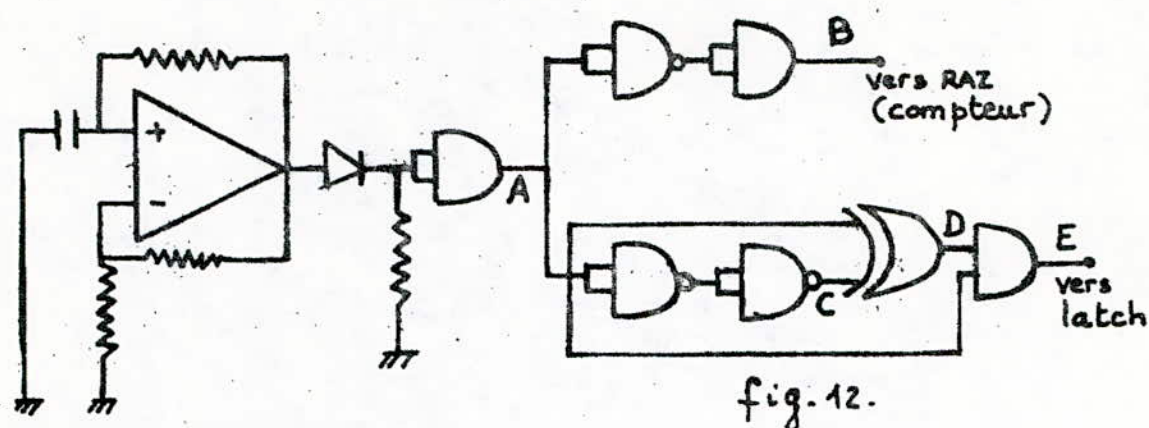 B
vers RAZ
(compteur)
+
-
A
D
E
C
vers
latch
fig. 12.